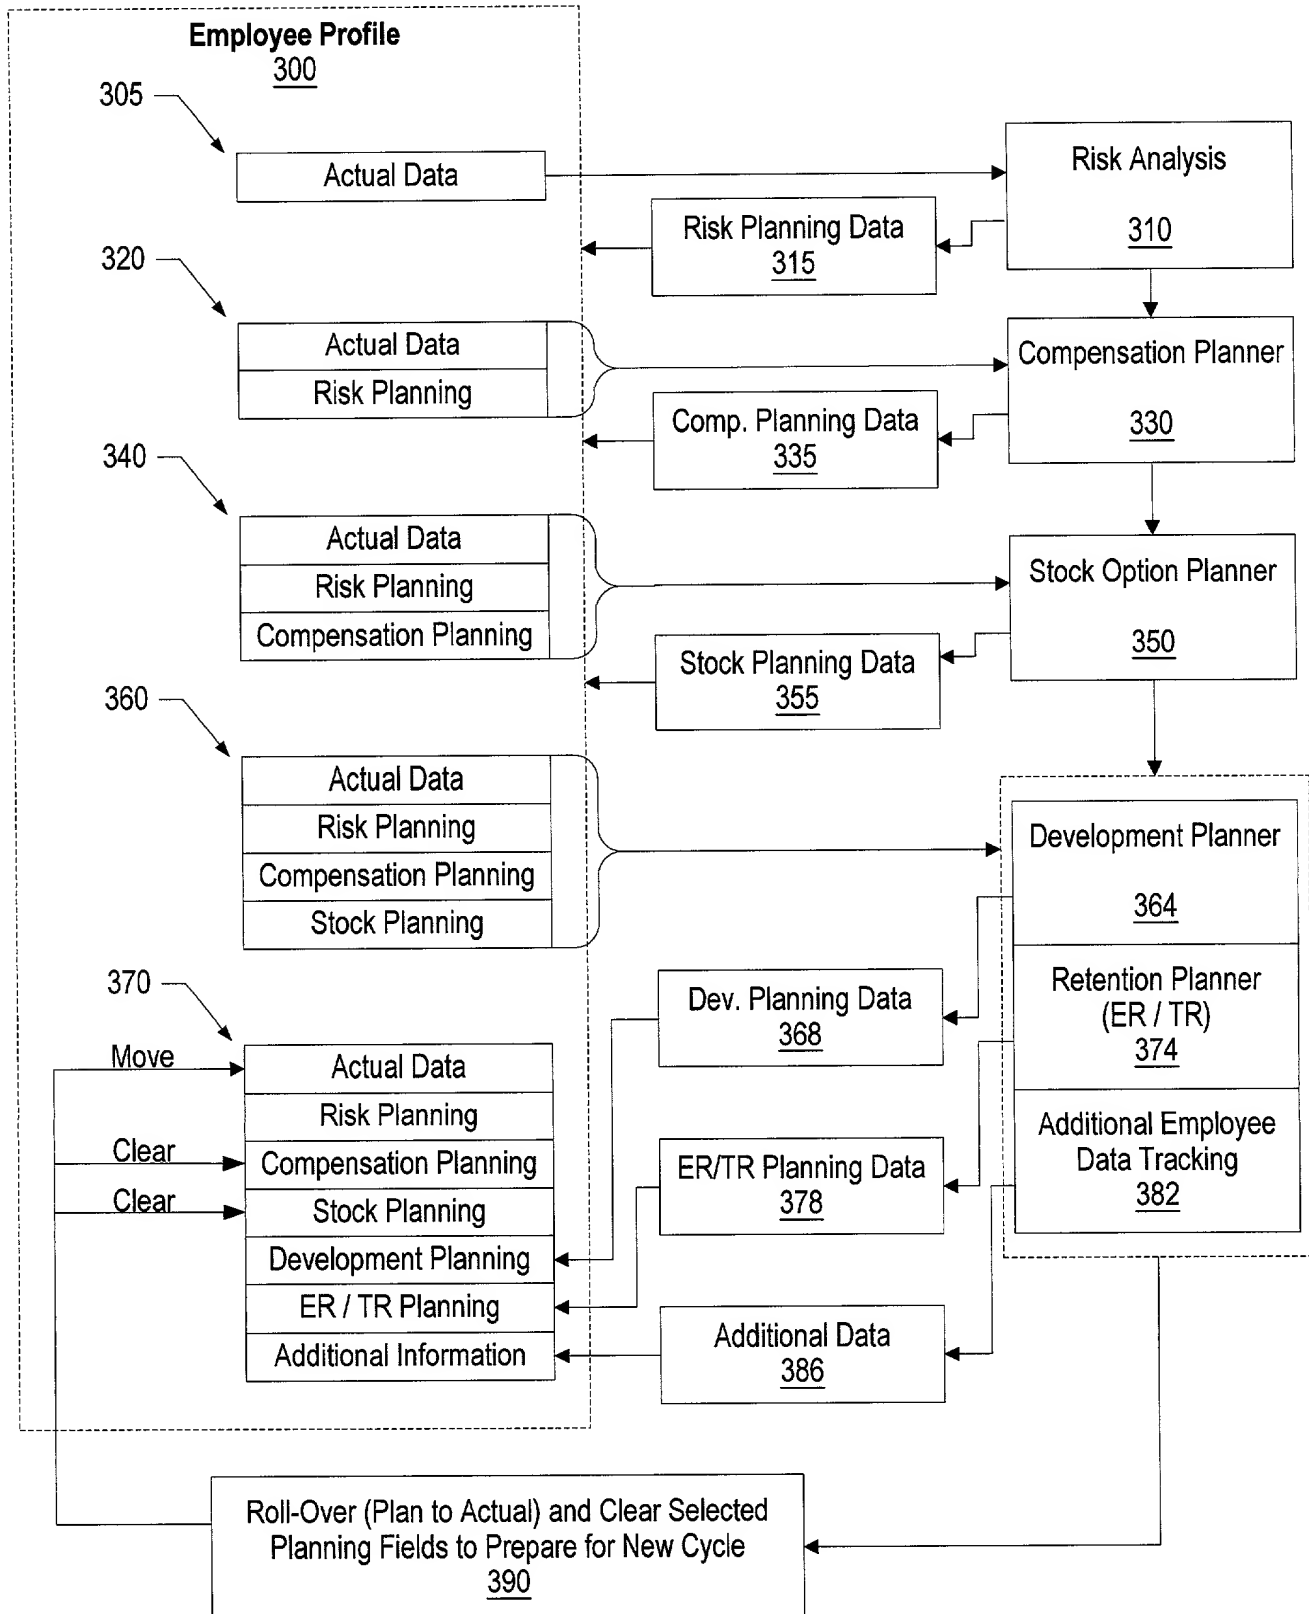 Employee Profile
300
305
Actual Data
Risk Analysis
310
Risk Planning Data
315
320
Actual Data
Risk Planning
Compensation Planner
330
Comp. Planning Data
335
340
Actual Data
Risk Planning
Compensation Planning
Stock Option Planner
350
Stock Planning Data
355
360
Actual Data
Risk Planning
Compensation Planning
Stock Planning
Development Planner
364
Retention Planner
(ER / TR)
374
Additional Employee
Data Tracking
382
Dev. Planning Data
368
ER/TR Planning Data
378
Additional Data
386
370
Move
Clear
Clear
Actual Data
Risk Planning
Compensation Planning
Stock Planning
Development Planning
ER / TR Planning
Additional Information
Roll-Over (Plan to Actual) and Clear Selected
Planning Fields to Prepare for New Cycle
390